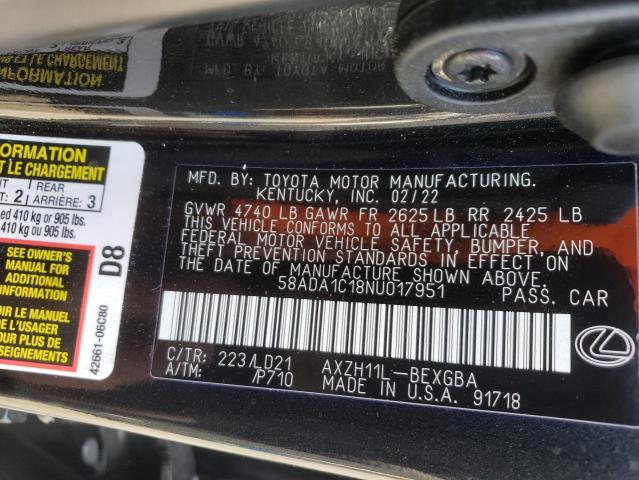 MFD. BY: TOYOTA MOTOR MANUFACTURING.
KENTUCKY, INC. 02/22
GVWR 4740 LB GAWR FR 2625 LB RR 2425 LB
THIS VEHICLE CONFORMS TO ALL APPLICABLE
FEDERAL MOTOR VEHICLE SAFETY, BUMPER, AND
THEFT PREVENTION STANDARDS IN EFFECT ON
THE DATE OF MANUFACTURE SHOWN ABOVE.
58ADA1C18NU017951 PASS. CAR
C/TR: 223/LD21 AXZH11L-BEXGBA
A/TM: /P710 MADE IN U.S.A. 91718
FORMATION
LE CHARGEMENT
2 REAR
ARRIÈRE: 3
410 kg or 905 lbs.
410 kg ou 905 lbs.
SEE OWNER'S
MANUAL FOR
ADDITIONAL
INFORMATION
LE MANUEL
DE L'USAGER
POUR PLUS DE
RENSEIGNEMENTS
D8
42661-06C80